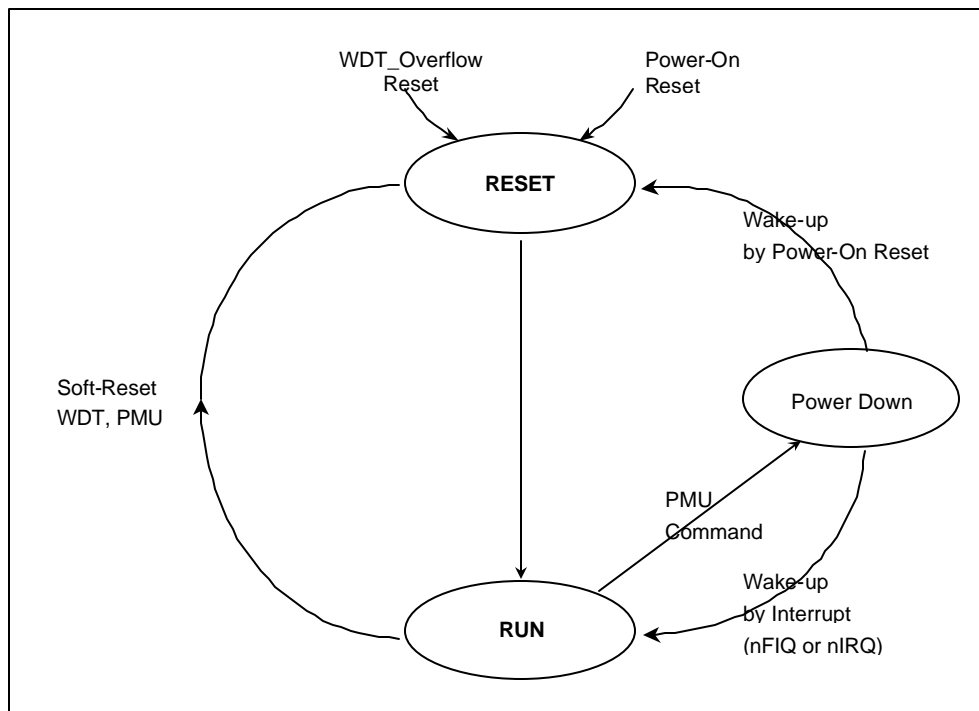 WDT_Overflow
Reset
Power-On
Reset
RESET
Wake-up
by Power-On Reset
Soft-Reset
WDT, PMU
Power Down
PMU
Command
Wake-up
by Interrupt
(nFIQ or nIRQ)
RUN